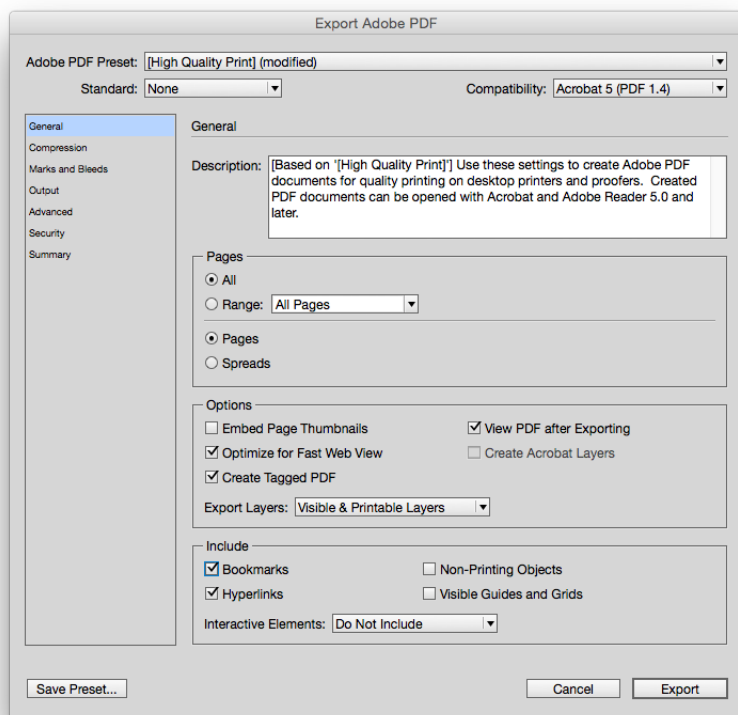 Export Adobe PDF
Adobe PDF Preset: [High Quality Print] (modified)
Standard: None Compatibility: Acrobat 5 (PDF 1.4)
General
Compression
Marks and Bleeds
Output
Advanced
Security
Summary
General
Description: [Based on '[High Quality Print]'] Use these settings to create Adobe PDF
documents for quality printing on desktop printers and proofers. Created
PDF documents can be opened with Acrobat and Adobe Reader 5.0 and
later.
Pages
All
Range: All Pages
Pages
Spreads
Options
Embed Page Thumbnails View PDF after Exporting
Optimize for Fast Web View Create Acrobat Layers
Create Tagged PDF
Export Layers: Visible & Printable Layers
Include
Bookmarks Non-Printing Objects
Hyperlinks Visible Guides and Grids
Interactive Elements: Do Not Include
Save Preset... Cancel Export